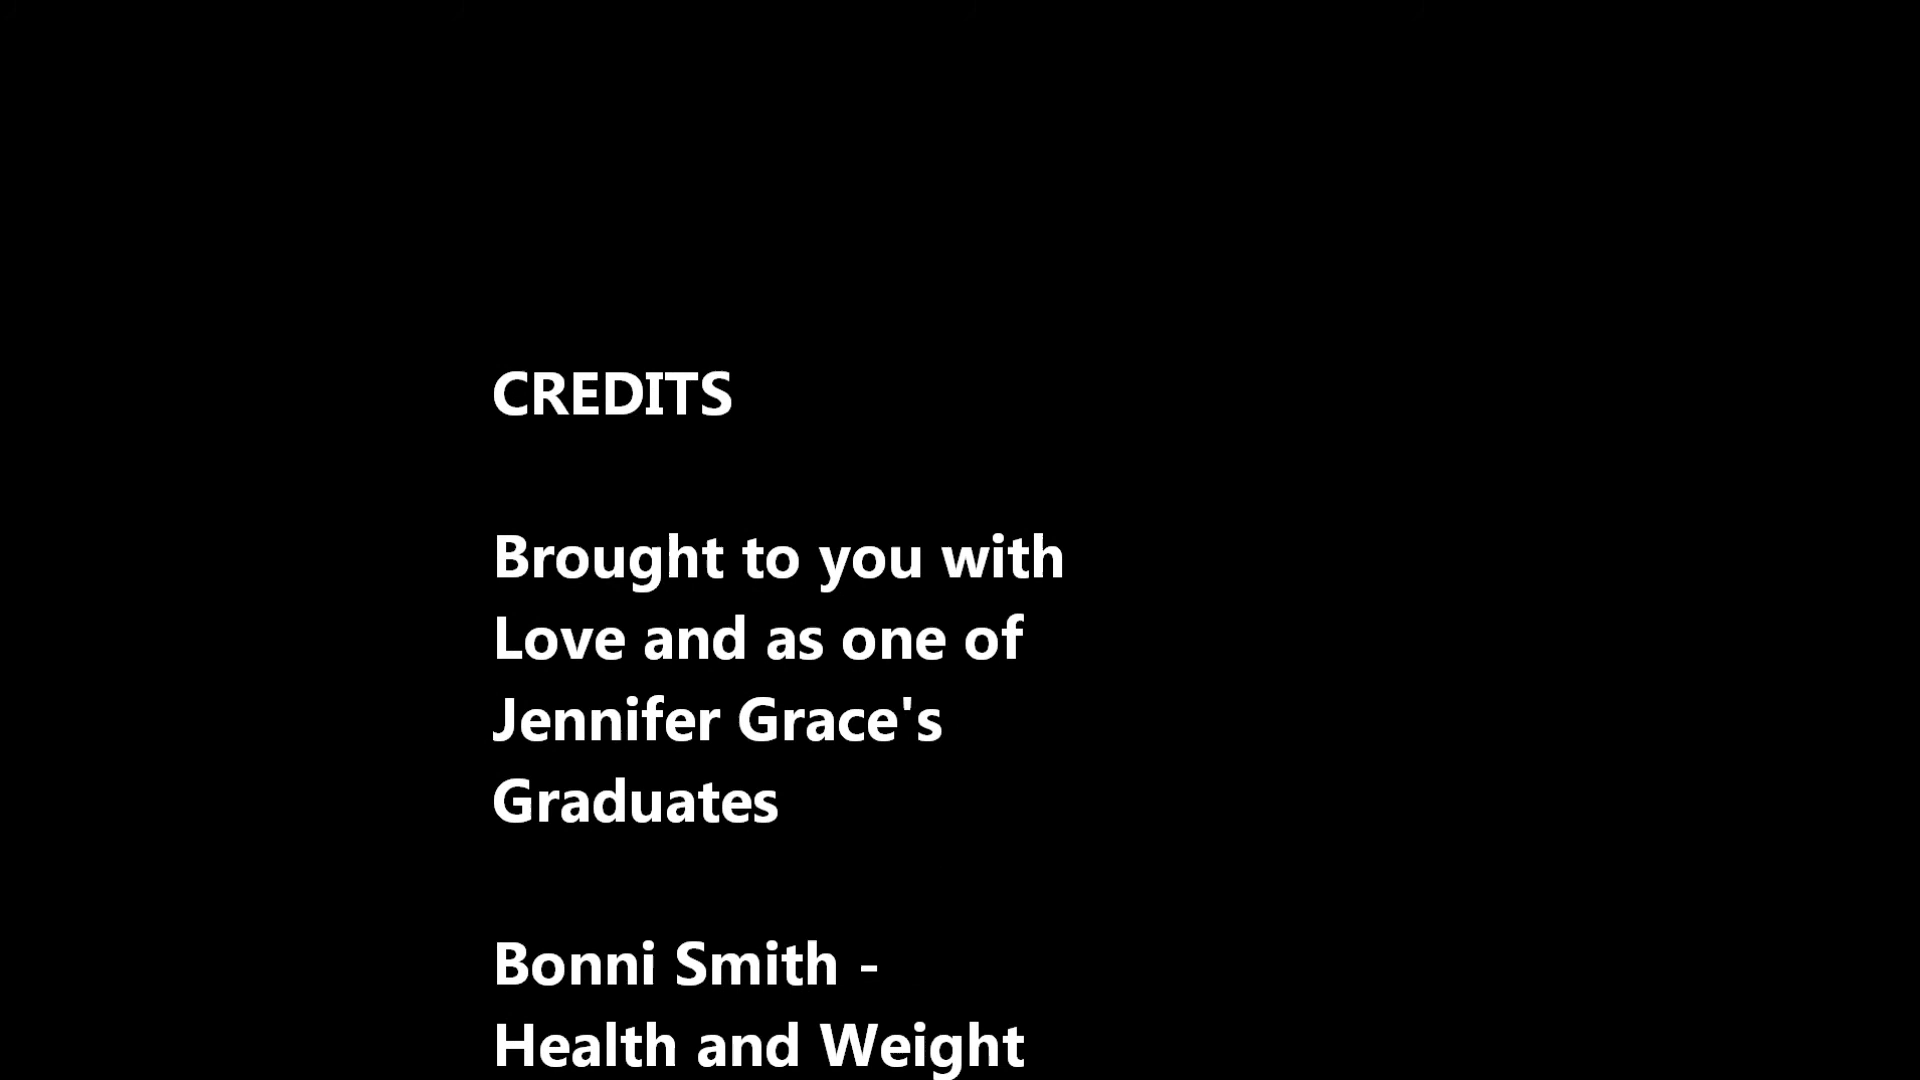 CREDITS
Brought to you with
Love and as one of
Jennifer Grace's
Graduates
Bonni Smith -
Health and Weight